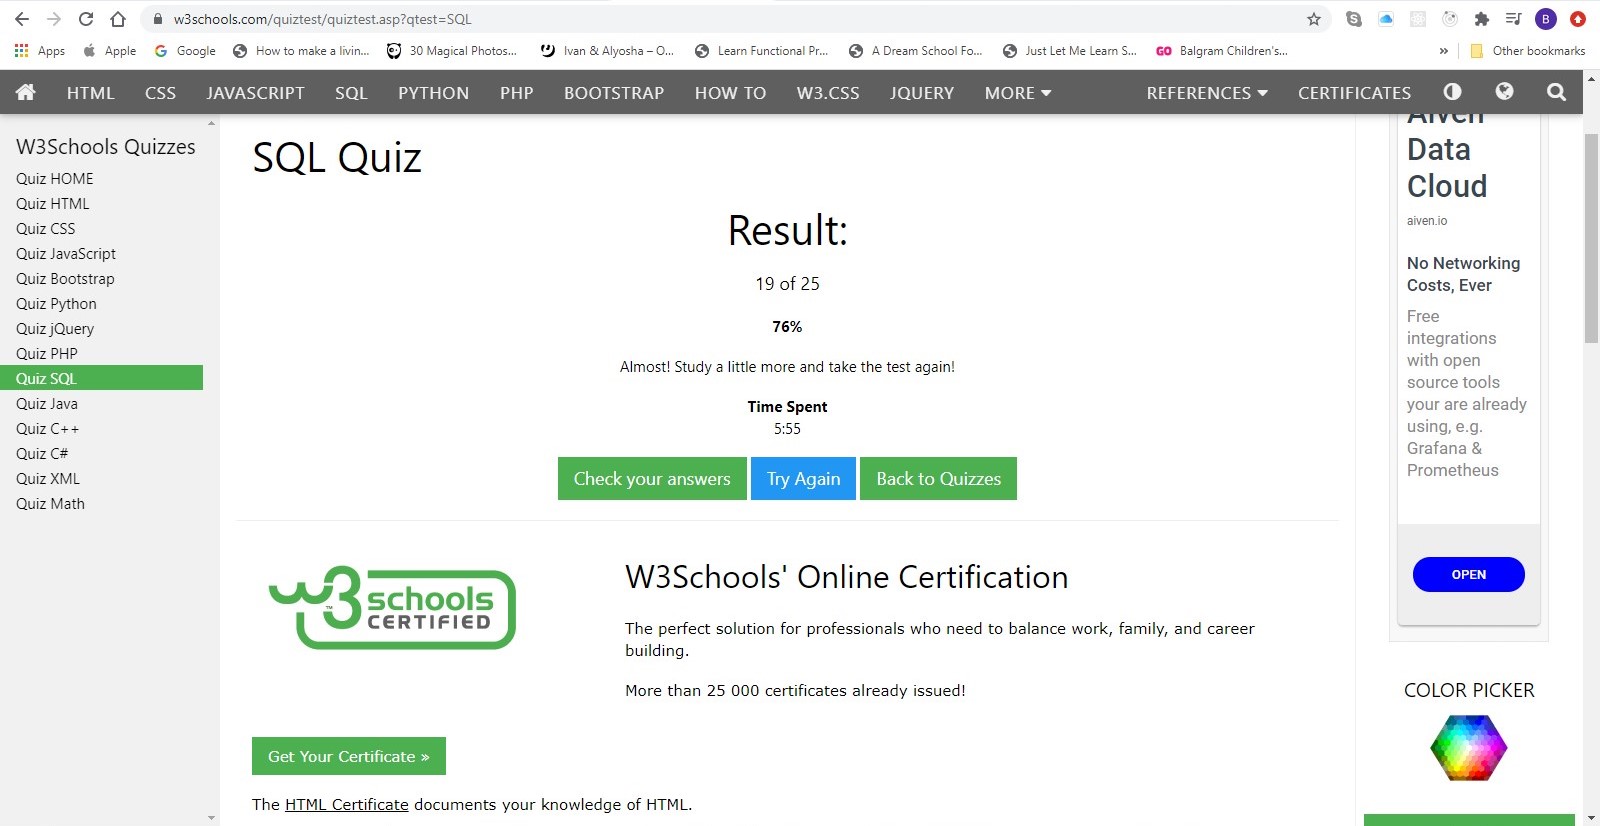 w3schools.com/quiztest/quiztest.asp?qtest=SQL
B
Apps
Apple
Google
How to make a livin...
30 Magical Photos...
Ivan & Alyosha – O...
Learn Functional Pr...
A Dream School Fo...
Just Let Me Learn S...
GO Balgram Children's...
»
Other bookmarks
HTML CSS JAVASCRIPT SQL PYTHON PHP BOOTSTRAP HOW TO W3.CSS JQUERY MORE REFERENCES CERTIFICATES
W3Schools Quizzes
Quiz HOME
Quiz HTML
Quiz CSS
Quiz JavaScript
Quiz Bootstrap
Quiz Python
Quiz jQuery
Quiz PHP
Quiz SQL
Quiz Java
Quiz C++
Quiz C#
Quiz XML
Quiz Math
SQL Quiz
Result:
19 of 25
76%
Almost! Study a little more and take the test again!
Time Spent
5:55
Check your answers
Try Again
Back to Quizzes
w3schools
CERTIFIED
™
W3Schools' Online Certification
The perfect solution for professionals who need to balance work, family, and career
building.
More than 25 000 certificates already issued!
Get Your Certificate »
The HTML Certificate documents your knowledge of HTML.
Aiven
Data
Cloud
aiven.io
No Networking
Costs, Ever
Free
integrations
with open
source tools
your are already
using, e.g.
Grafana &
Prometheus
OPEN
COLOR PICKER